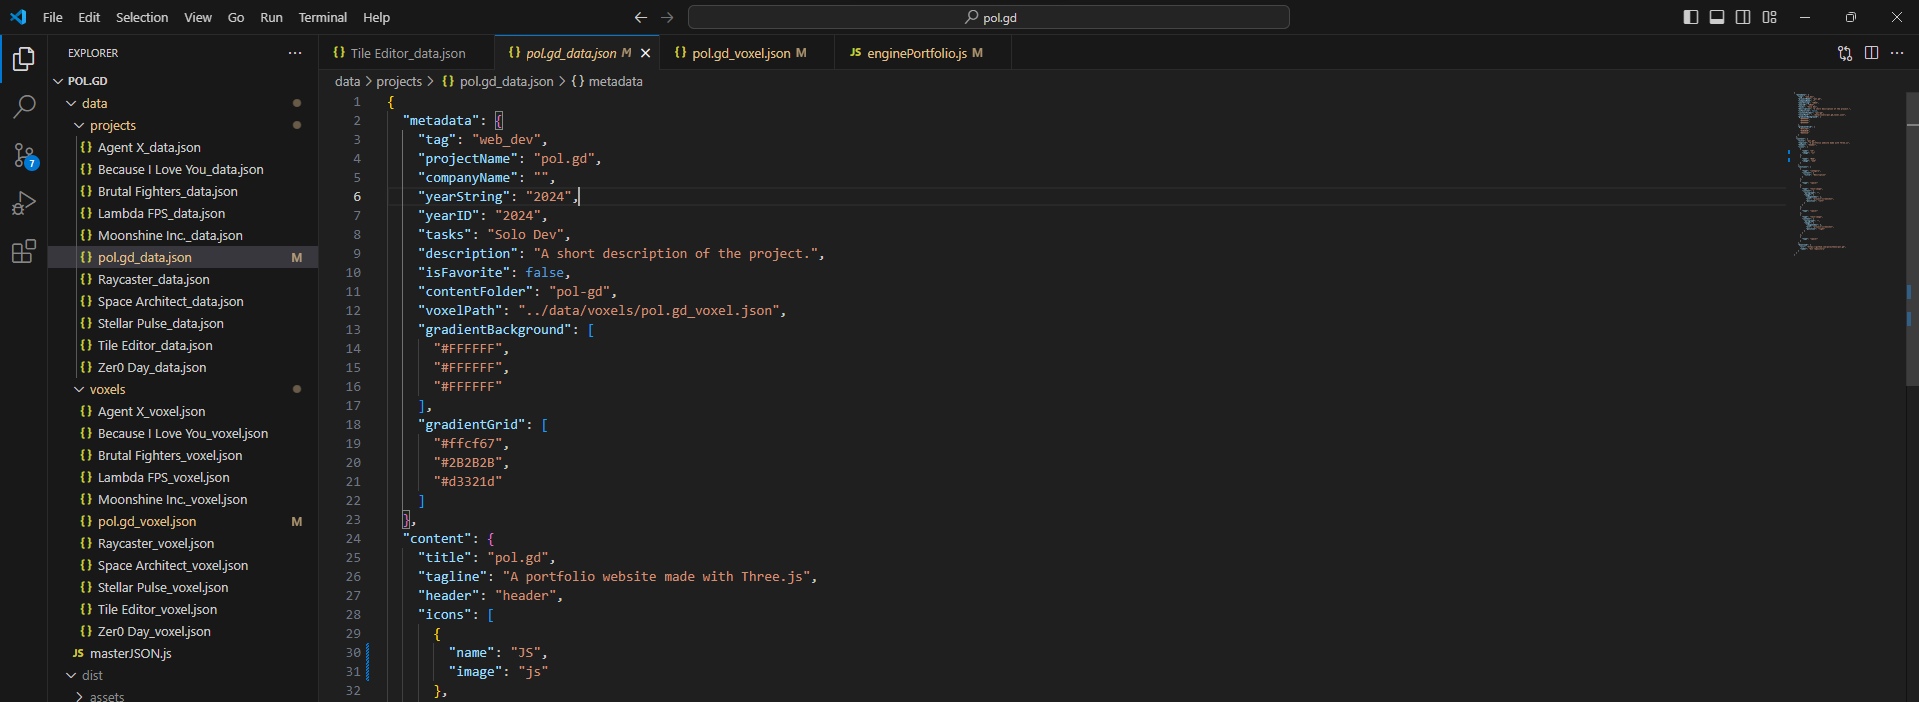 File Edit Selection View Go Run Terminal Help
pol.gd
EXPLORER
POL.GD
data
projects
Agent X_data.json
Because I Love You_data.json
Brutal Fighters_data.json
Lambda FPS_data.json
Moonshine Inc._data.json
pol.gd_data.json M
Raycaster_data.json
Space Architect_data.json
Stellar Pulse_data.json
Tile Editor_data.json
Zer0 Day_data.json
voxels
Agent X_voxel.json
Because I Love You_voxel.json
Brutal Fighters_voxel.json
Lambda FPS_voxel.json
Moonshine Inc._voxel.json
pol.gd_voxel.json M
Raycaster_voxel.json
Space Architect_voxel.json
Stellar Pulse_voxel.json
Tile Editor_voxel.json
Zer0 Day_voxel.json
JS masterJSON.js
dist
assets
7
{} Tile Editor_data.json {} pol.gd_data.json M {} pol.gd_voxel.json M JS enginePortfolio.js M
data > projects > {} pol.gd_data.json > {} metadata
1 {
2 "metadata": {
3 "tag": "web_dev",
4 "projectName": "pol.gd",
5 "companyName": "",
6 "yearString": "2024",
7 "yearID": "2024",
8 "tasks": "Solo Dev",
9 "description": "A short description of the project.",
10 "isFavorite": false,
11 "contentFolder": "pol-gd",
12 "voxelPath": "../data/voxels/pol.gd_voxel.json",
13 "gradientBackground": [
14 "#FFFFFF",
15 "#FFFFFF",
16 "#FFFFFF"
17 ],
18 "gradientGrid": [
19 "#ffcf67",
20 "#2B2B2B",
21 "#d3321d"
22 ]
23 },
24 "content": {
25 "title": "pol.gd",
26 "tagline": "A portfolio website made with Three.js",
27 "header": "header",
28 "icons": [
29 {
30 "name": "JS",
31 "image": "js"
32 },